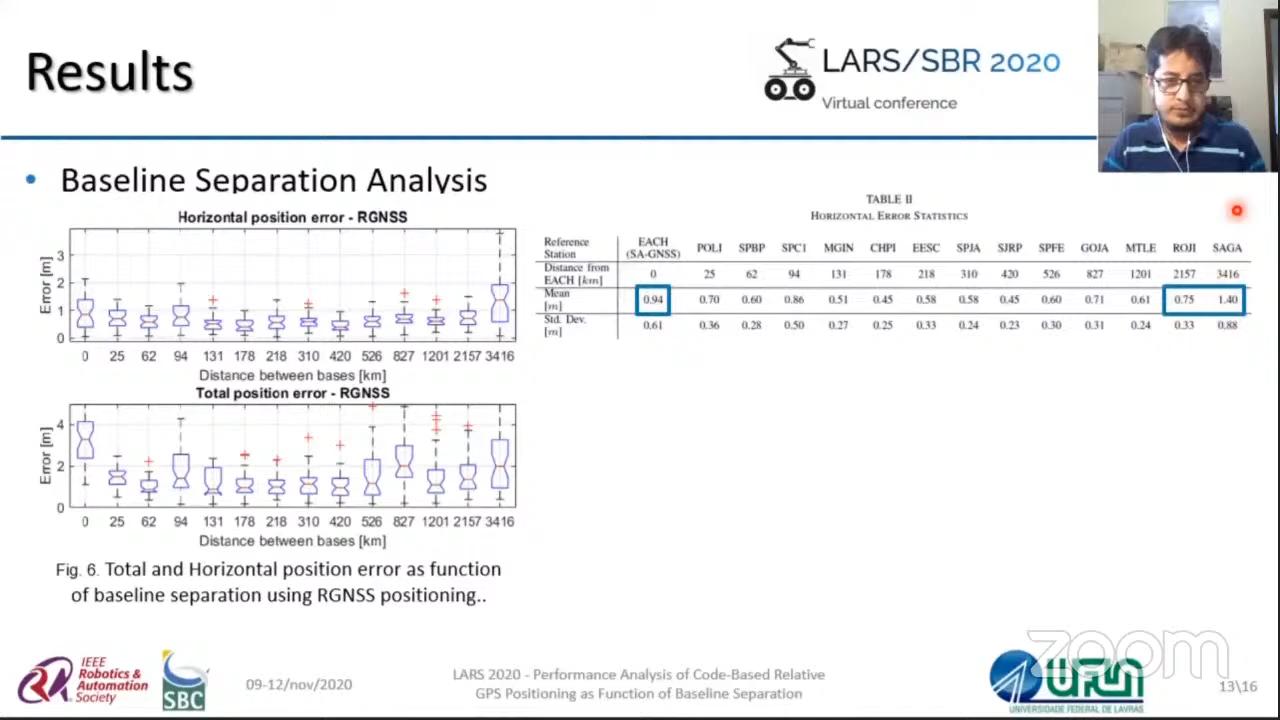 Results
LARS/SBR 2020
Virtual conference
• Baseline Separation Analysis
Horizontal position error - RGNSS
Error [m]
3
2
1
0
0 25 62 94 131 178 218 310 420 526 827 1201 2157 3416
Distance between bases [km]
Total position error - RGNSS
Error [m]
4
2
0
0 25 62 94 131 178 218 310 420 526 827 1201 2157 3416
Distance between bases [km]
Fig. 6. Total and Horizontal position error as function
of baseline separation using RGNSS positioning..
TABLE II
HORIZONTAL ERROR STATISTICS
Reference Station EACH (SA-GNSS) POLI SPBP SPC1 MGIN CHPI EESC SPJA SJRP SPFE GOJA MTLE ROJI SAGA
Distance from EACH [km] 0 25 62 94 131 178 218 310 420 526 827 1201 2157 3416
Mean [m] 0.94 0.70 0.60 0.86 0.51 0.45 0.58 0.58 0.45 0.60 0.71 0.61 0.75 1.40
Std. Dev. [m] 0.61 0.36 0.28 0.50 0.27 0.25 0.33 0.24 0.23 0.30 0.31 0.24 0.33 0.88
IEEE
Robotics &
Automation
Society
SBC
09-12/nov/2020
LARS 2020 - Performance Analysis of Code-Based Relative
GPS Positioning as Function of Baseline Separation
zoom
UFLA
UNIVERSIDADE FEDERAL DE LAVRAS
13\16